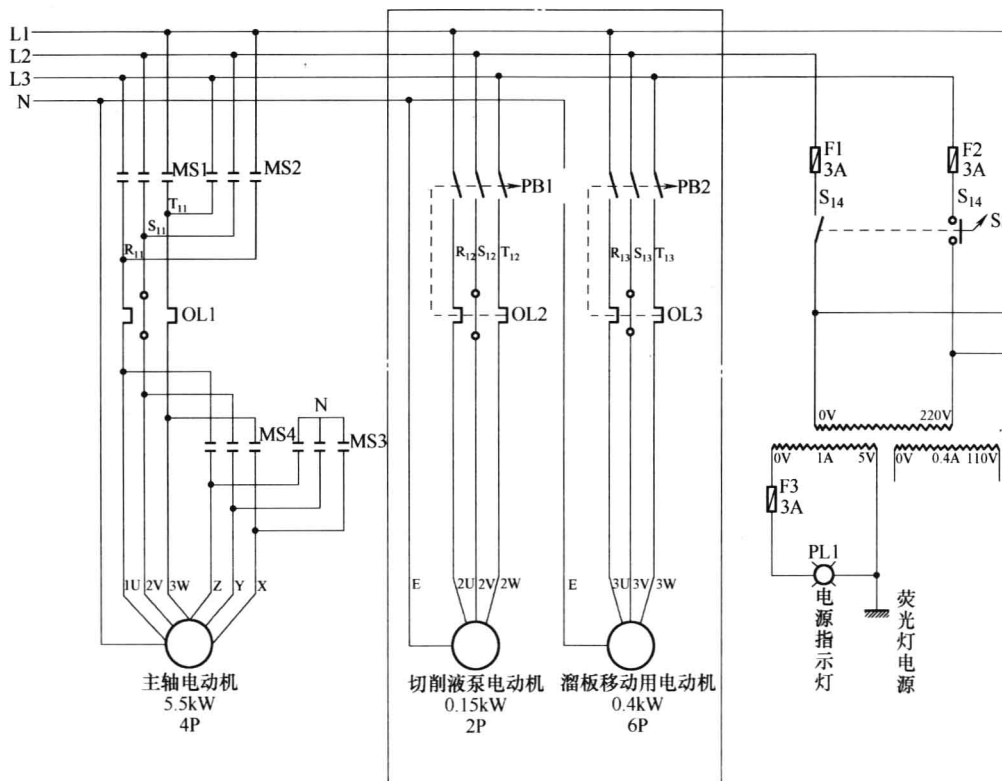 L1
L2
L3
N
MS1
MS2
T11
S11
R11
OL1
N
MS4
MS3
1U 2V 3W Z Y X
主轴电动机
5.5kW
4P
PB1
R12 S12 T12
OL2
E 2U 2V 2W
切削液泵电动机
0.15kW
2P
PB2
R13 S13 T13
OL3
E 3U 3V 3W
溜板移动用电动机
0.4kW
6P
F1
3A
F2
3A
S14
S14
S
0V 220V
0V 1A 5V
0V 0.4A 110V
F3
3A
PL1
电源指示灯
荧光灯电源